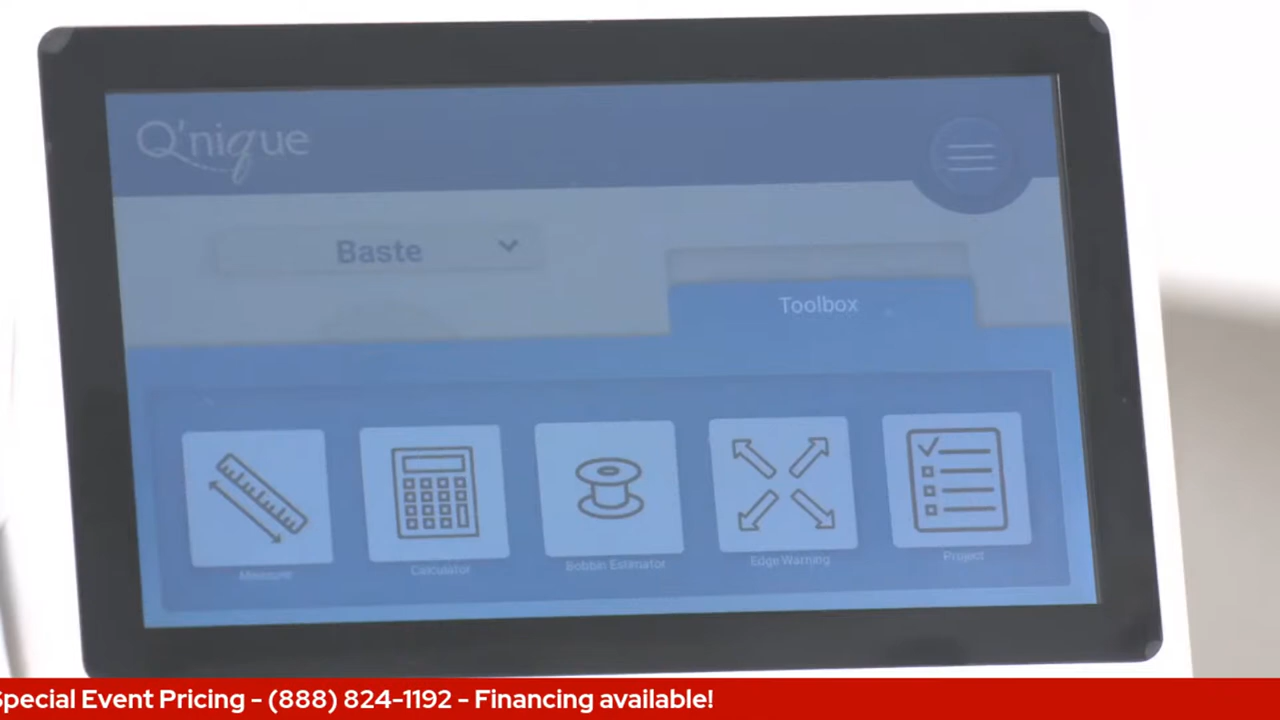 Q'nique
Baste
Toolbox
Measure
Calculator
Bobbin Estimator
Edge Warning
Project
Special Event Pricing - (888) 824-1192 - Financing available!